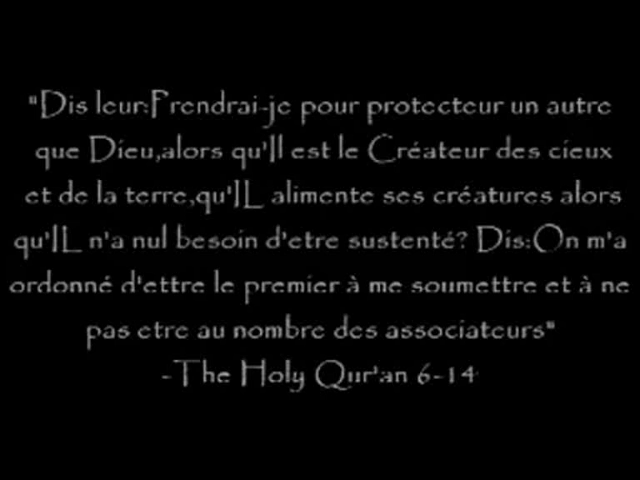 "Dis leur:Prendrai-je pour protecteur un autre
que Dieu,alors qu'Il est le Créateur des cieux
et de la terre,qu'IL alimente ses créatures alors
qu'IL n'a nul besoin d'etre sustenté? Dis:On m'a
ordonné d'ettre le premier à me soumettre et à ne
pas etre au nombre des associateurs"
-The Holy Qur'an 6-14